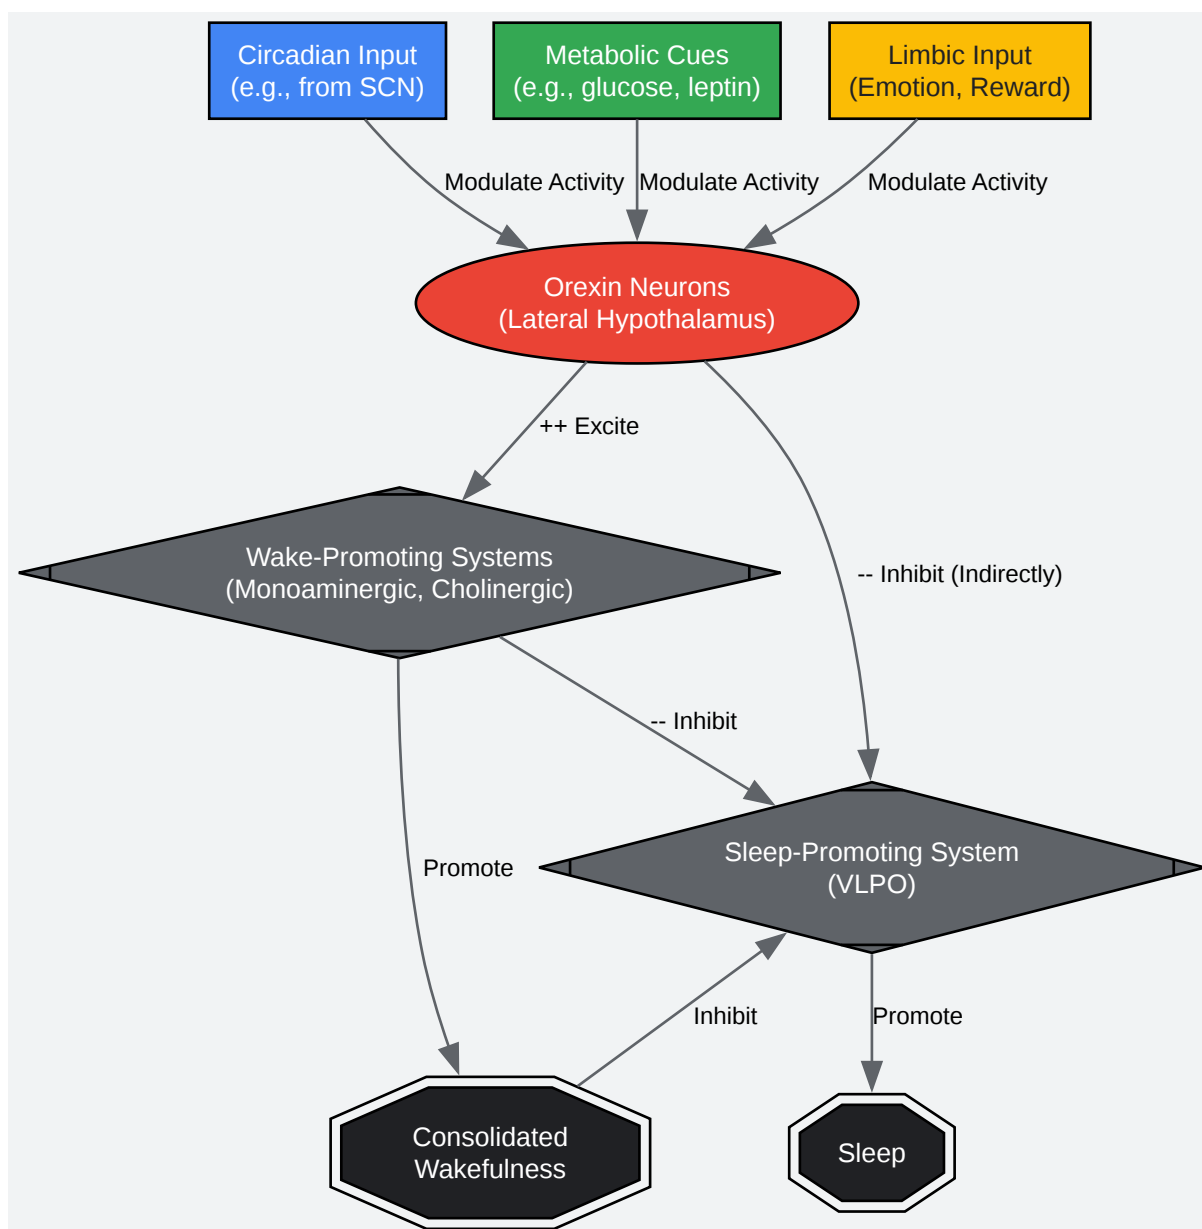 Circadian Input
(e.g., from SCN)
Metabolic Cues
(e.g., glucose, leptin)
Limbic Input
(Emotion, Reward)
Modulate Activity
Modulate Activity
Modulate Activity
Orexin Neurons
(Lateral Hypothalamus)
++ Excite
Wake-Promoting Systems
(Monoaminergic, Cholinergic)
-- Inhibit (Indirectly)
-- Inhibit
Promote
Sleep-Promoting System
(VLPO)
Inhibit
Promote
Consolidated
Wakefulness
Sleep